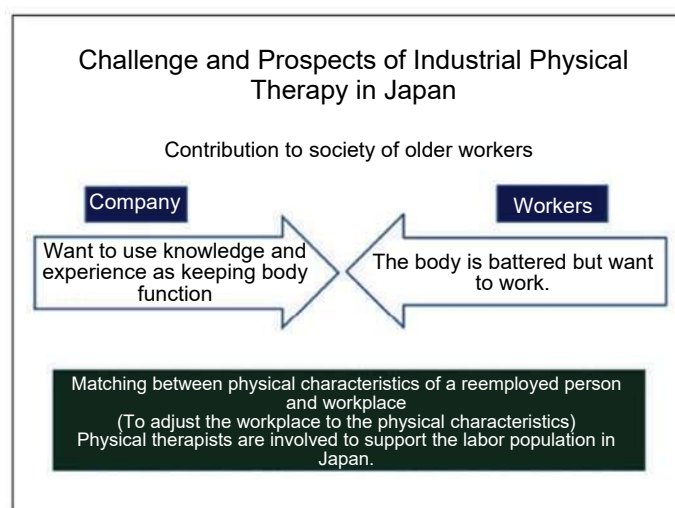 Challenge and Prospects of Industrial Physical
Therapy in Japan
Contribution to society of older workers
Company
Want to use knowledge and
experience as keeping body
function
Workers
The body is battered but want
to work.
Matching between physical characteristics of a reemployed person
and workplace
(To adjust the workplace to the physical characteristics)
Physical therapists are involved to support the labor population in
Japan.